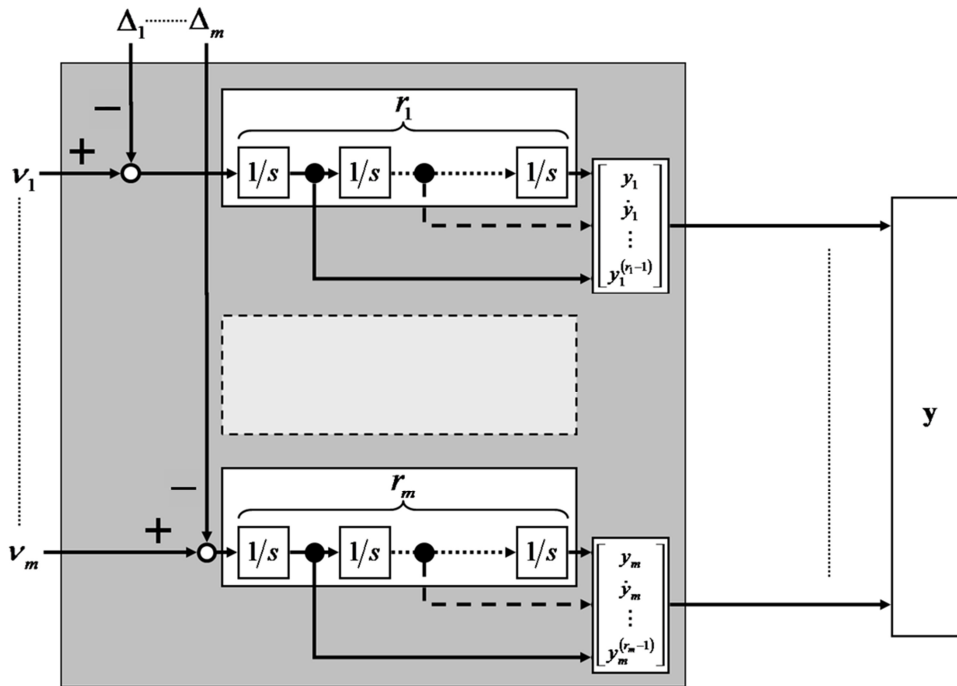 Δ₁ Δₘ
−
r₁
+
ν₁
1/s 1/s 1/s
y₁
ẏ₁
⋮
y₁^(r₁−1)
y
−
rₘ
+
νₘ
1/s 1/s 1/s
yₘ
ẏₘ
⋮
yₘ^(rₘ−1)